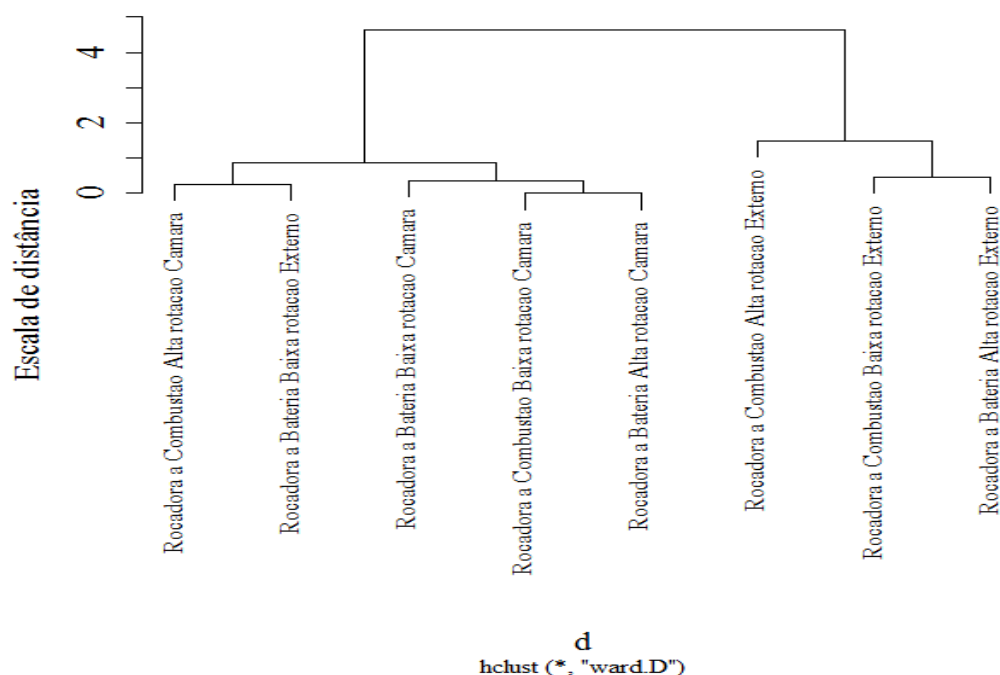 Escala de distância
4
2
0
Rocadora a Combustao Alta rotacao Camara
Rocadora a Bateria Baixa rotacao Externo
Rocadora a Bateria Baixa rotacao Camara
Rocadora a Combustao Baixa rotacao Camara
Rocadora a Bateria Alta rotacao Camara
Rocadora a Combustao Alta rotacao Externo
Rocadora a Combustao Baixa rotacao Externo
Rocadora a Bateria Alta rotacao Externo
d
hclust (*, "ward.D")